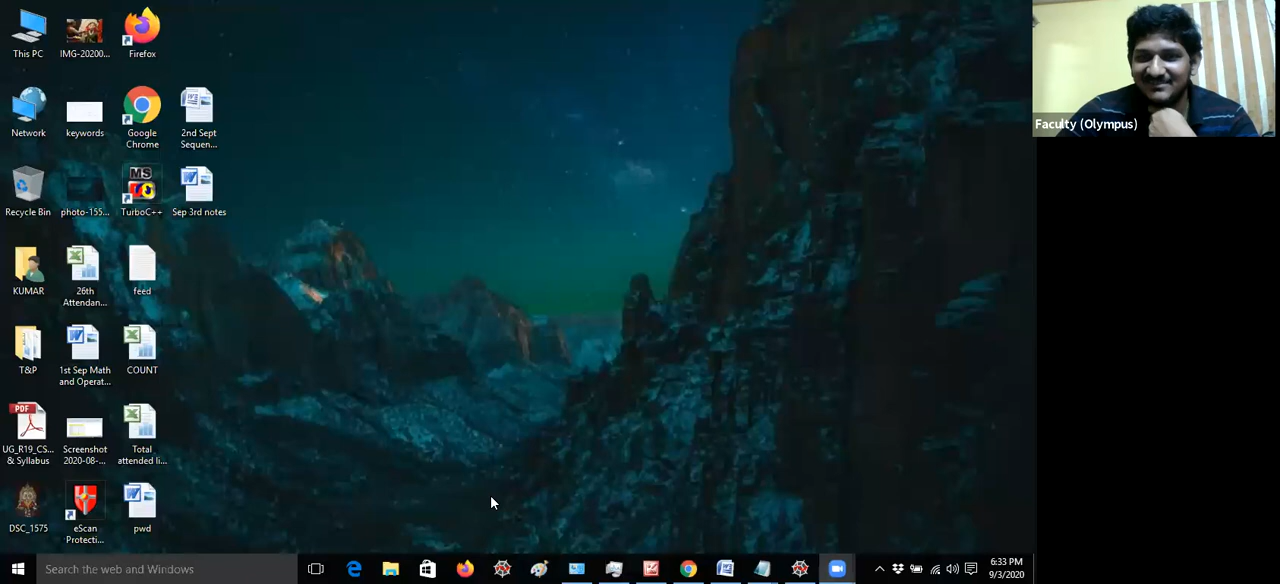 This PC
IMG-20200...
Firefox
Faculty (Olympus)
Network
keywords
Google
Chrome
2nd Sept
Sequen...
Recycle Bin
photo-155...
MS
TurboC++
Sep 3rd notes
KUMAR
26th
Attendan...
feed
T&P
1st Sep Math
and Operat...
COUNT
PDF
UG_R19_CS...
& Syllabus
Screenshot
2020-08-...
Total
attended li...
DSC_1575
eScan
Protecti...
pwd
Search the web and Windows
6:33 PM
9/3/2020